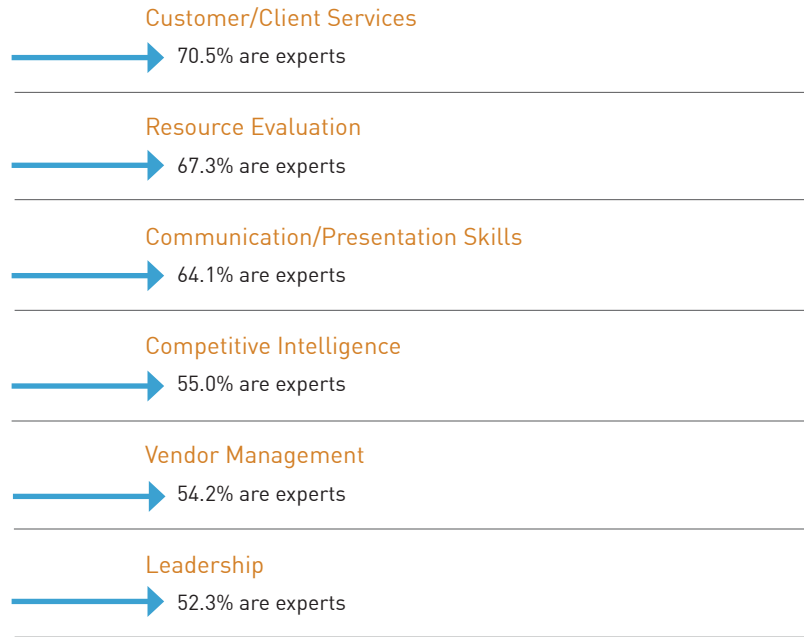 Customer/Client Services
70.5% are experts
Resource Evaluation
67.3% are experts
Communication/Presentation Skills
64.1% are experts
Competitive Intelligence
55.0% are experts
Vendor Management
54.2% are experts
Leadership
52.3% are experts